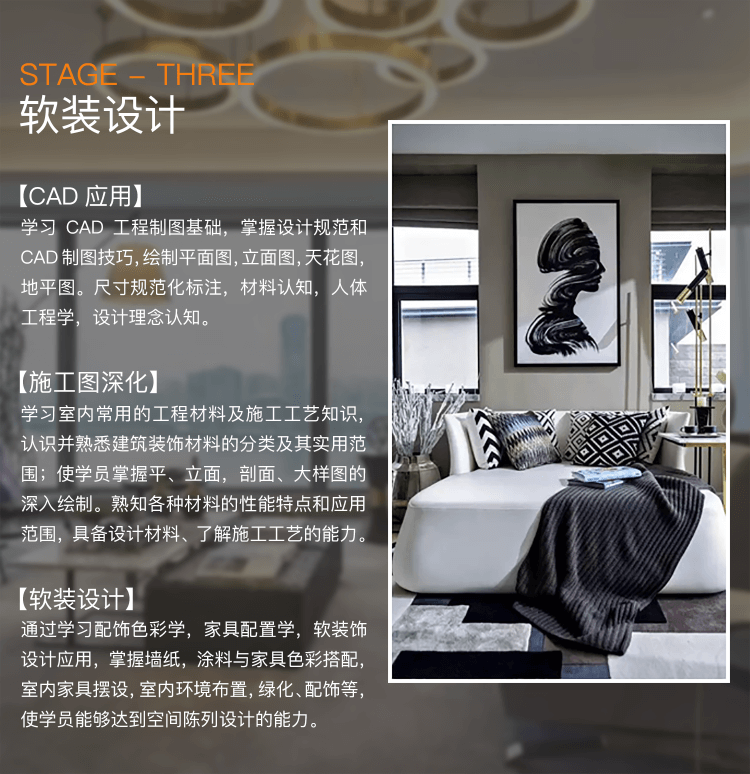 STAGE - THREE
软装设计
【CAD 应用】
学习 CAD 工程制图基础，掌握设计规范和
CAD 制图技巧，绘制平面图，立面图，天花图，
地平图。尺寸规范化标注，材料认知，人体
工程学，设计理念认知。
【施工图深化】
学习室内常用的工程材料及施工工艺知识，
认识并熟悉建筑装饰材料的分类及其实用范
围；使学员掌握平、立面，剖面、大样图的
深入绘制。熟知各种材料的性能特点和应用
范围，具备设计材料、了解施工工艺的能力。
【软装设计】
通过学习配饰色彩学，家具配置学，软装饰
设计应用，掌握墙纸，涂料与家具色彩搭配，
室内家具摆设，室内环境布置，绿化、配饰等，
使学员能够达到空间陈列设计的能力。